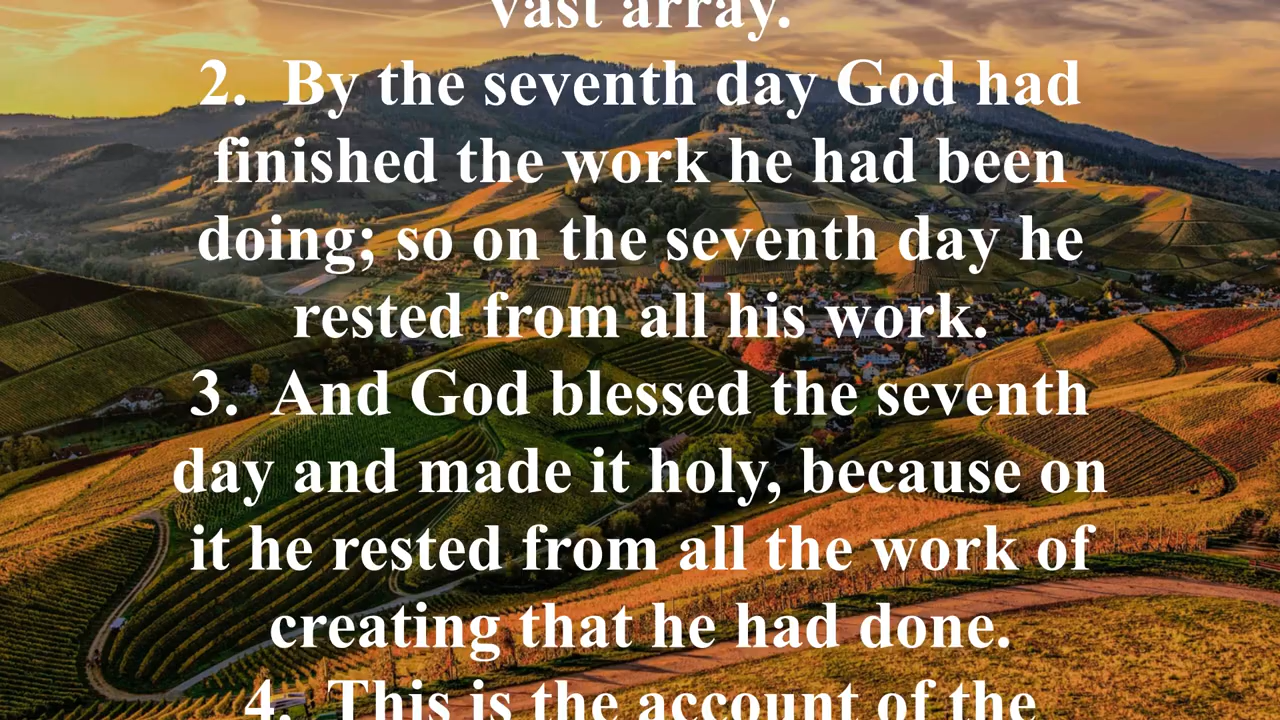 vast array.
2. By the seventh day God had
finished the work he had been
doing; so on the seventh day he
rested from all his work.
3. And God blessed the seventh
day and made it holy, because on
it he rested from all the work of
creating that he had done.
4. This is the account of the